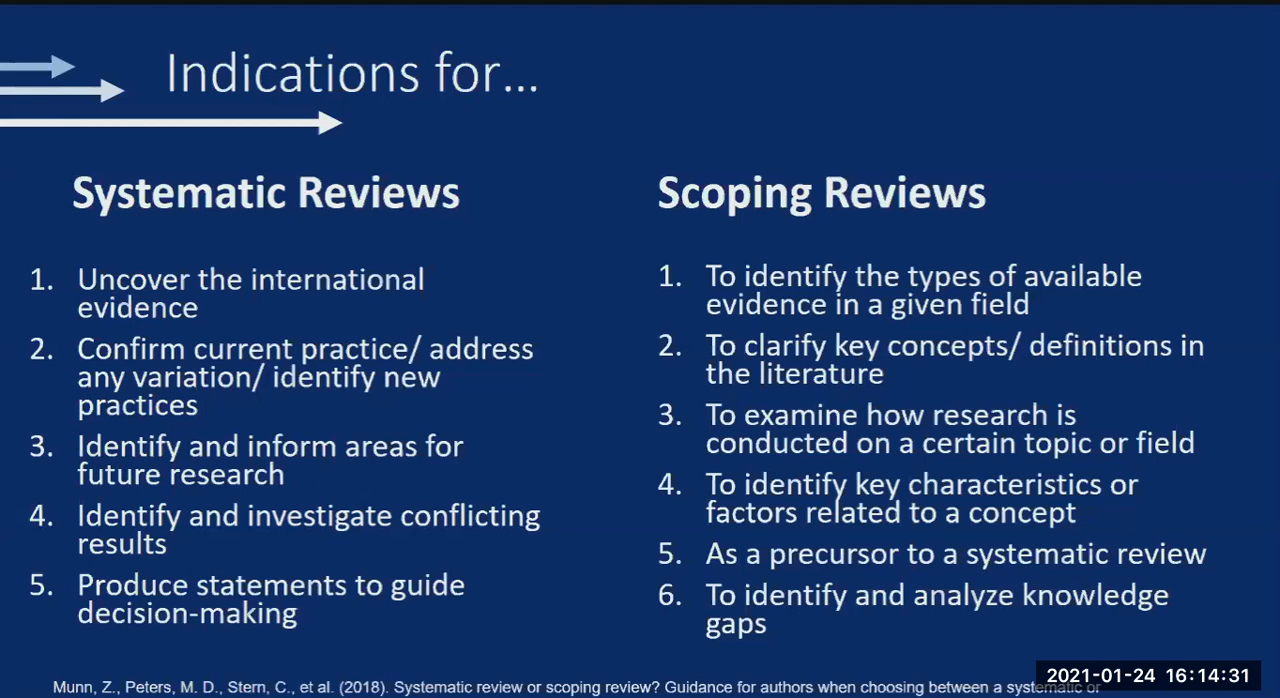 Indications for...
Systematic Reviews
1. Uncover the international
evidence
2. Confirm current practice/ address
any variation/ identify new
practices
3. Identify and inform areas for
future research
4. Identify and investigate conflicting
results
5. Produce statements to guide
decision-making
Scoping Reviews
1. To identify the types of available
evidence in a given field
2. To clarify key concepts/ definitions in
the literature
3. To examine how research is
conducted on a certain topic or field
4. To identify key characteristics or
factors related to a concept
5. As a precursor to a systematic review
6. To identify and analyze knowledge
gaps
Munn, Z., Peters, M. D., Stern, C., et al. (2018). Systematic review or scoping review? Guidance for authors when choosing between a systematic or
2021-01-24 16:14:31